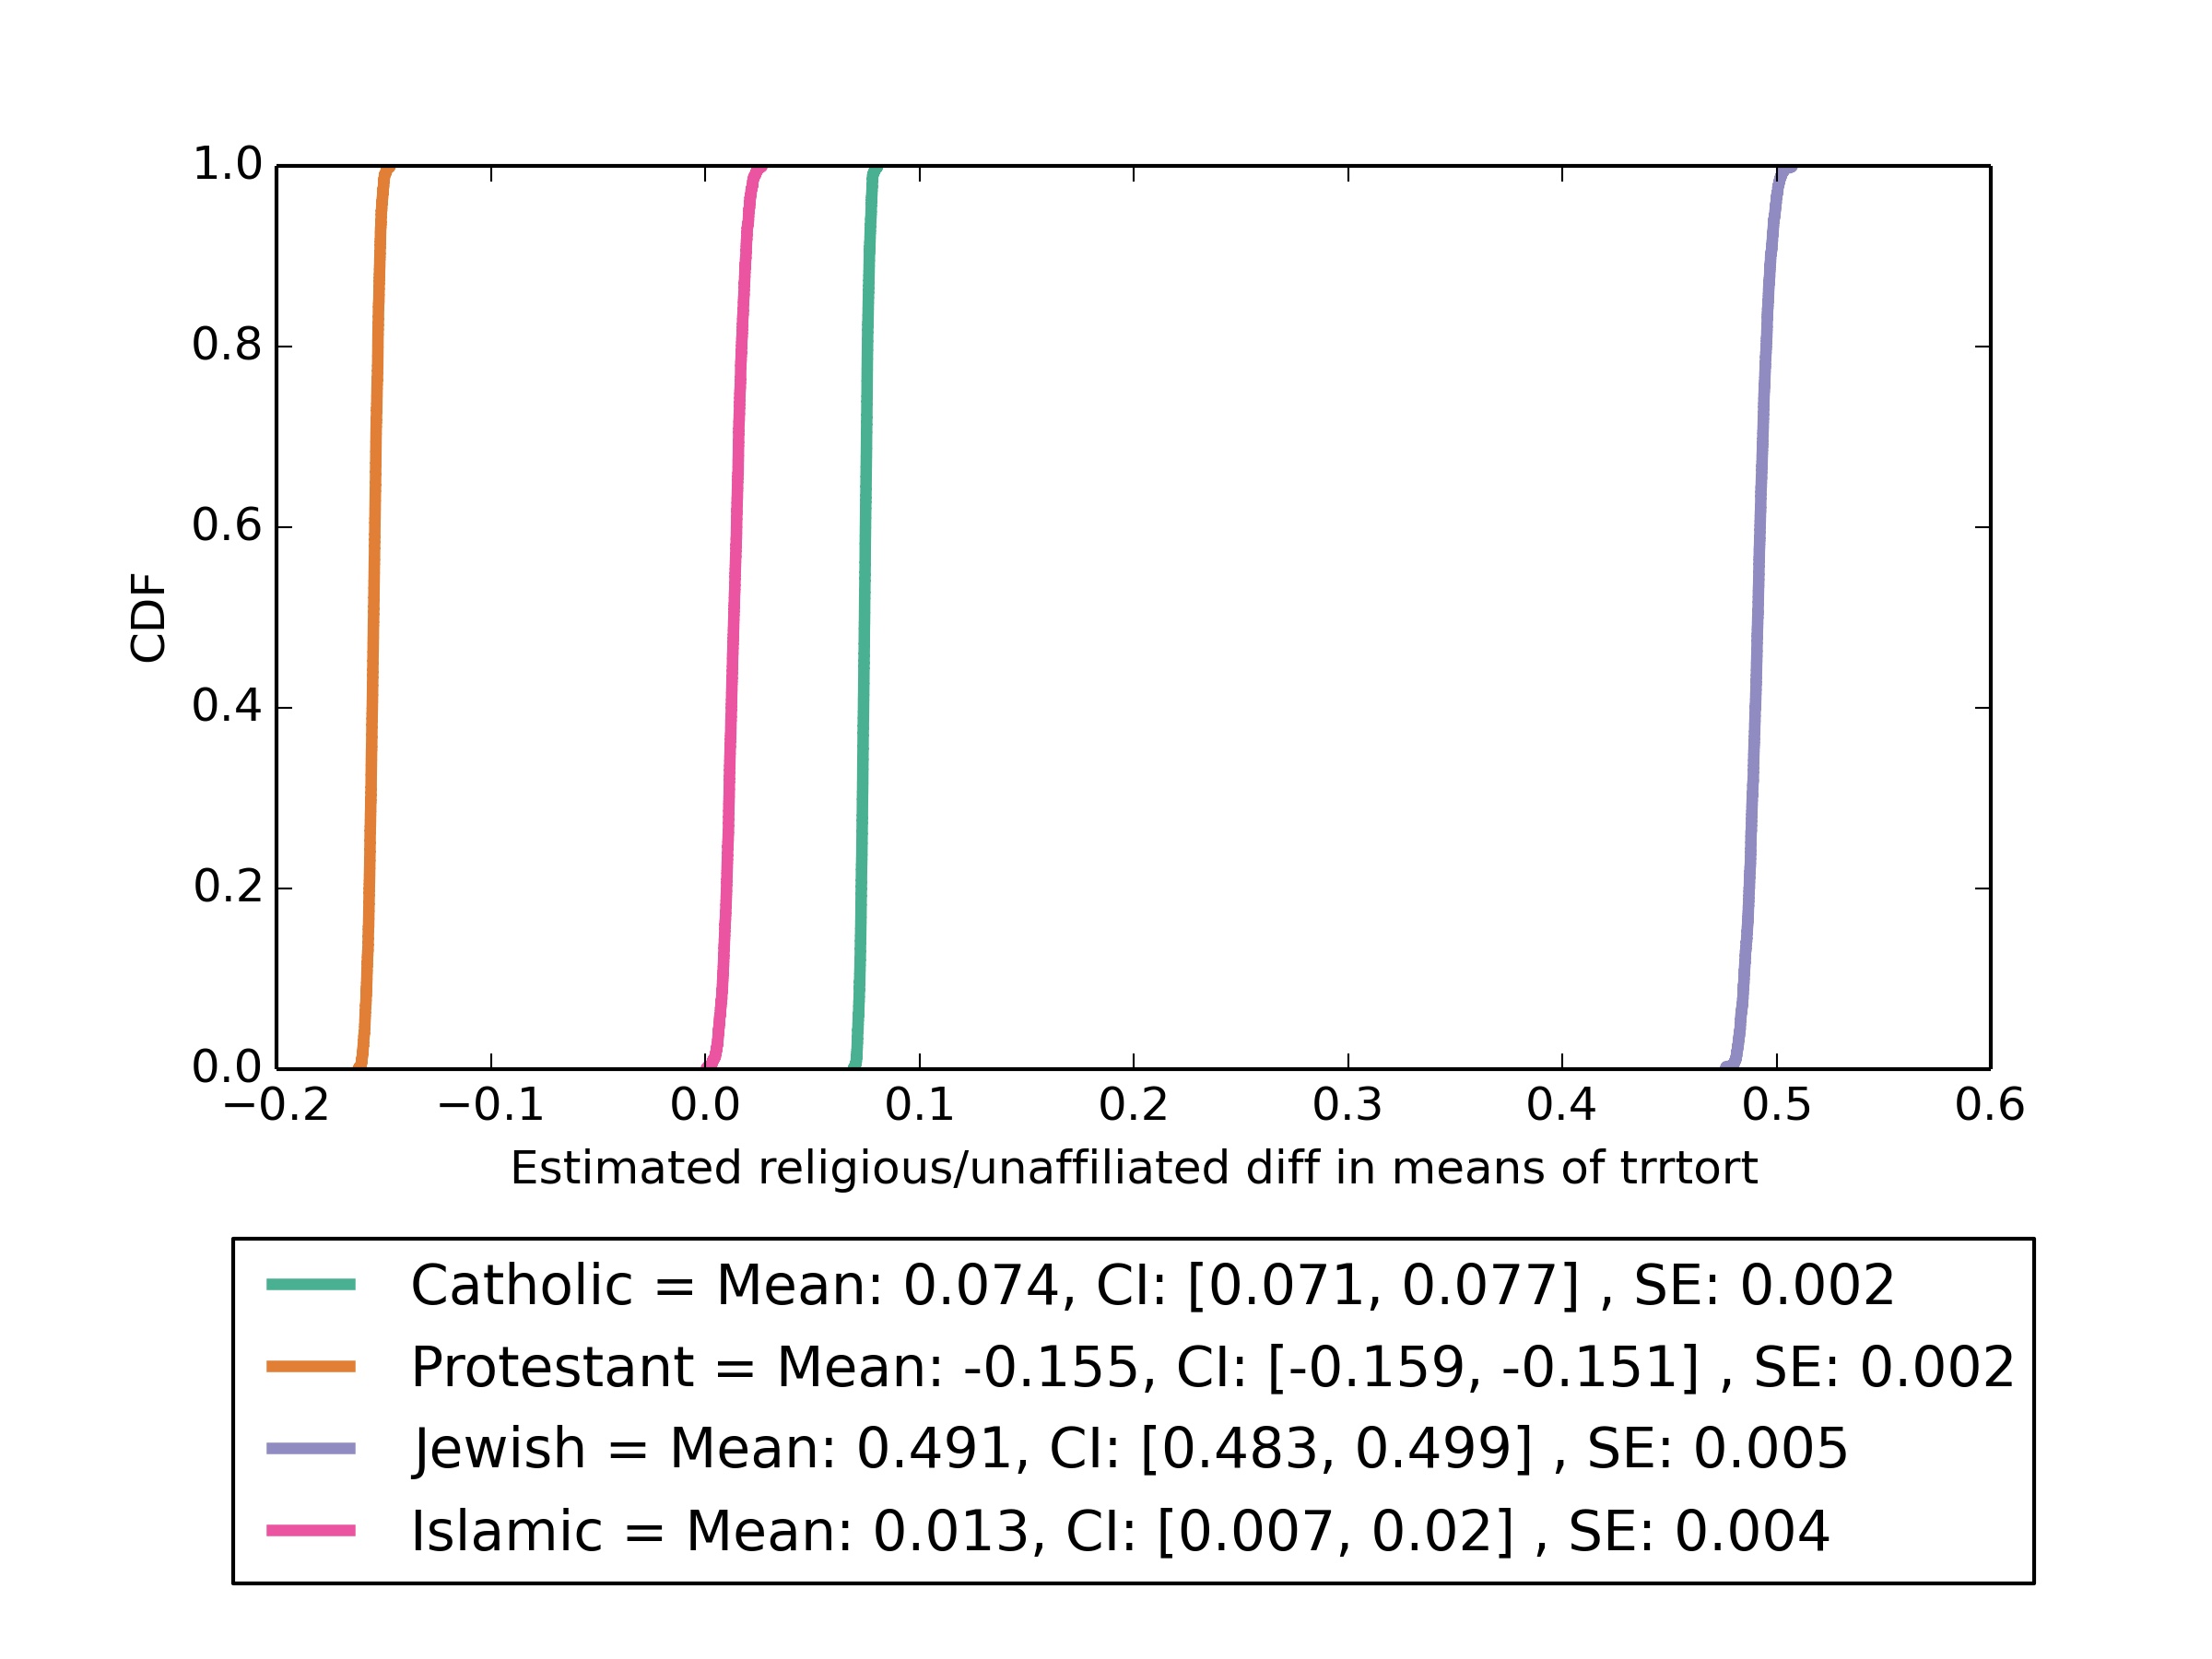 1.0
0.8
0.6
0.4
0.2
0.0
CDF
−0.2 −0.1 0.0 0.1 0.2 0.3 0.4 0.5 0.6
Estimated religious/unaffiliated diff in means of trrtort
Catholic = Mean: 0.074, CI: [0.071, 0.077] , SE: 0.002
Protestant = Mean: -0.155, CI: [-0.159, -0.151] , SE: 0.002
Jewish = Mean: 0.491, CI: [0.483, 0.499] , SE: 0.005
Islamic = Mean: 0.013, CI: [0.007, 0.02] , SE: 0.004